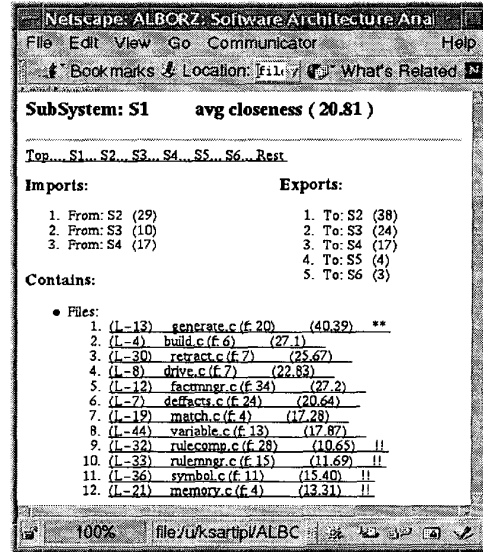 Netscape: ALBORZ: Software Architecture Anal
File Edit View Go Communicator Help
Bookmarks Location: file:/ What's Related N
SubSystem: S1 avg closeness ( 20.81 )
Top... S1... S2... S3... S4... S5... S6... Rest
Imports: Exports:
1. From: S2 (29) 1. To: S2 (38)
2. From: S3 (10) 2. To: S3 (24)
3. From: S4 (17) 3. To: S4 (17)
4. To: S5 (4)
5. To: S6 (3)
Contains:
• Files:
1. (L-13) generate.c (f: 20) (40.39) **
2. (L-4) build.c (f: 6) (27.1)
3. (L-30) retract.c (f: 7) (25.67)
4. (L-8) drive.c (f: 7) (22.83)
5. (L-12) factmngr.c (f: 34) (27.2)
6. (L-7) deffacts.c (f: 24) (20.64)
7. (L-19) match.c (f: 4) (17.28)
8. (L-44) variable.c (f: 13) (17.87)
9. (L-32) rulecomp.c (f: 28) (10.65) !!
10. (L-33) rulemngr.c (f: 15) (11.69) !!
11. (L-36) symbol.c (f: 11) (15.40) !!
12. (L-21) memory.c (f: 4) (13.31) !!
100% file:/u/ksartipi/ALBC